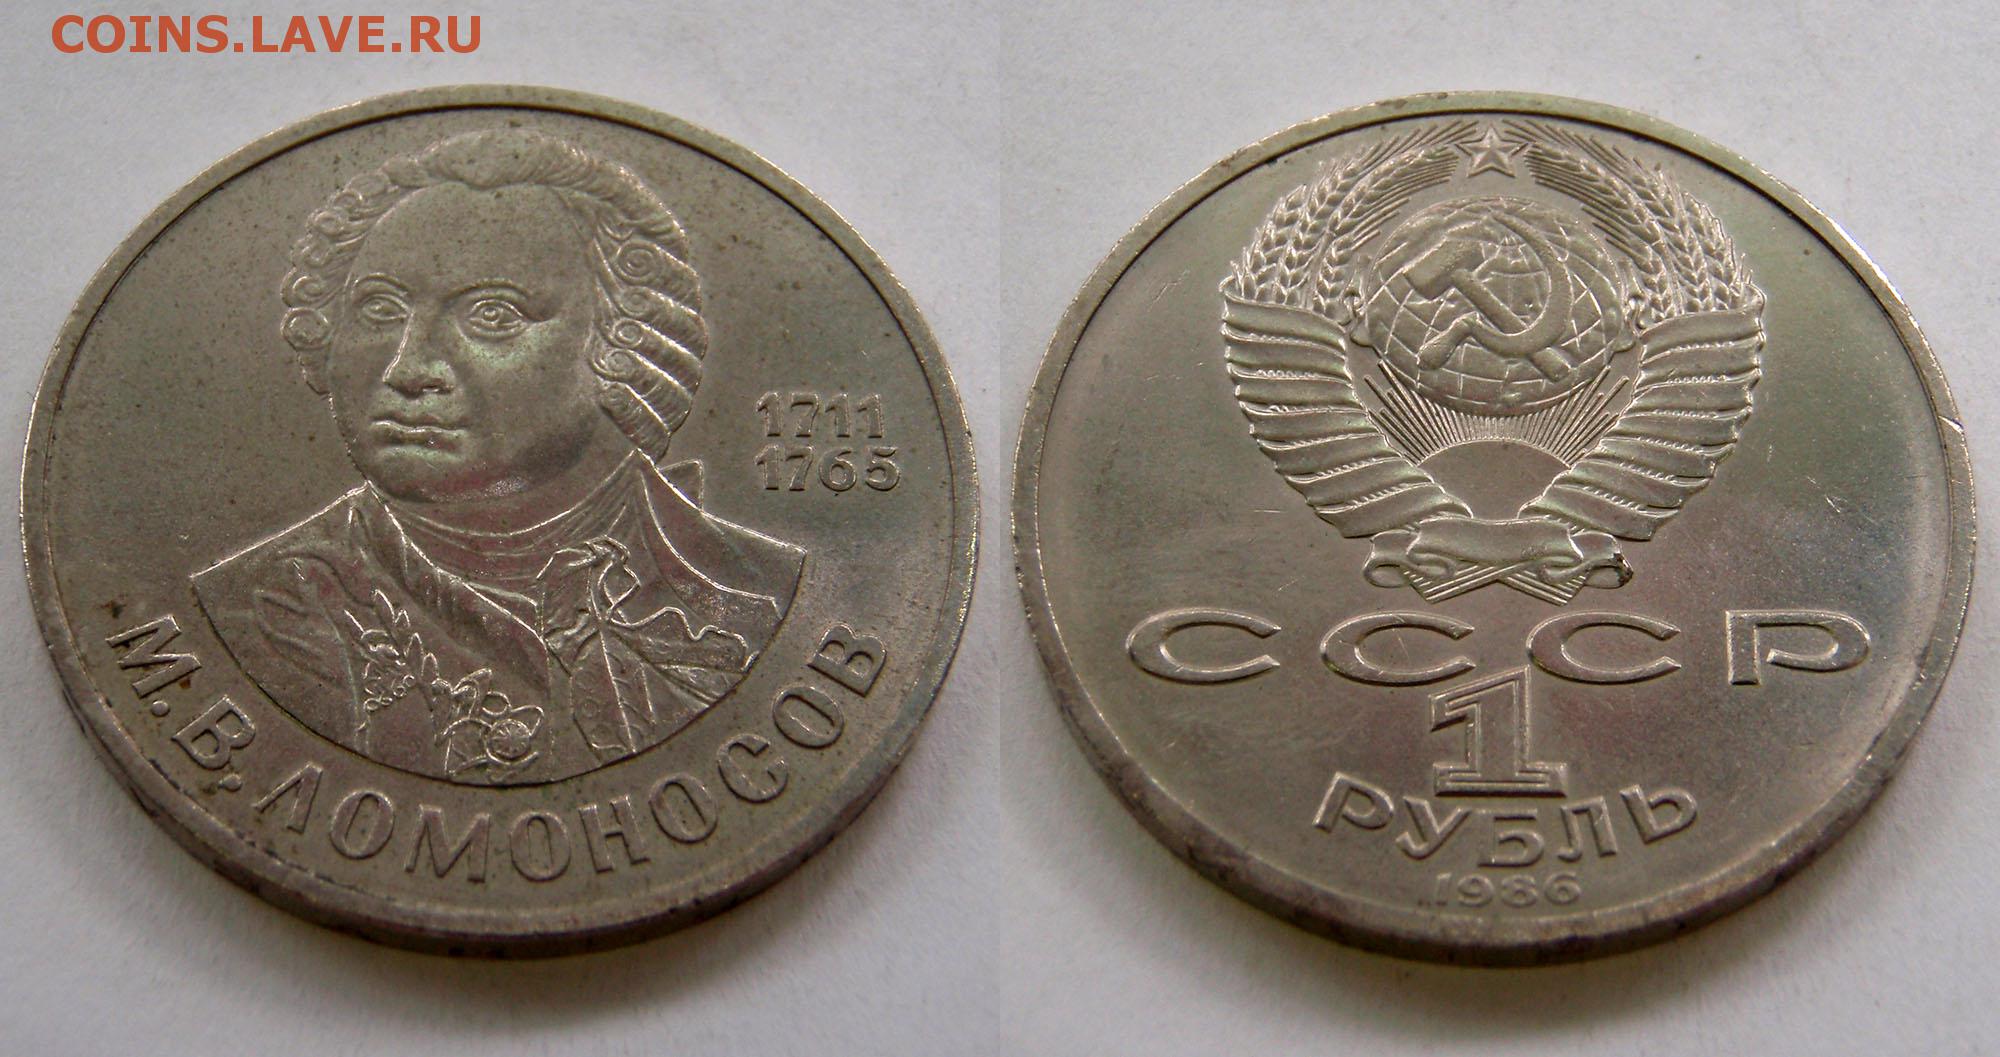 COINS.LAVE.RU
1711
1765
М.В.ЛОМОНОСОВ
СССР
1
РУБЛЬ
1986